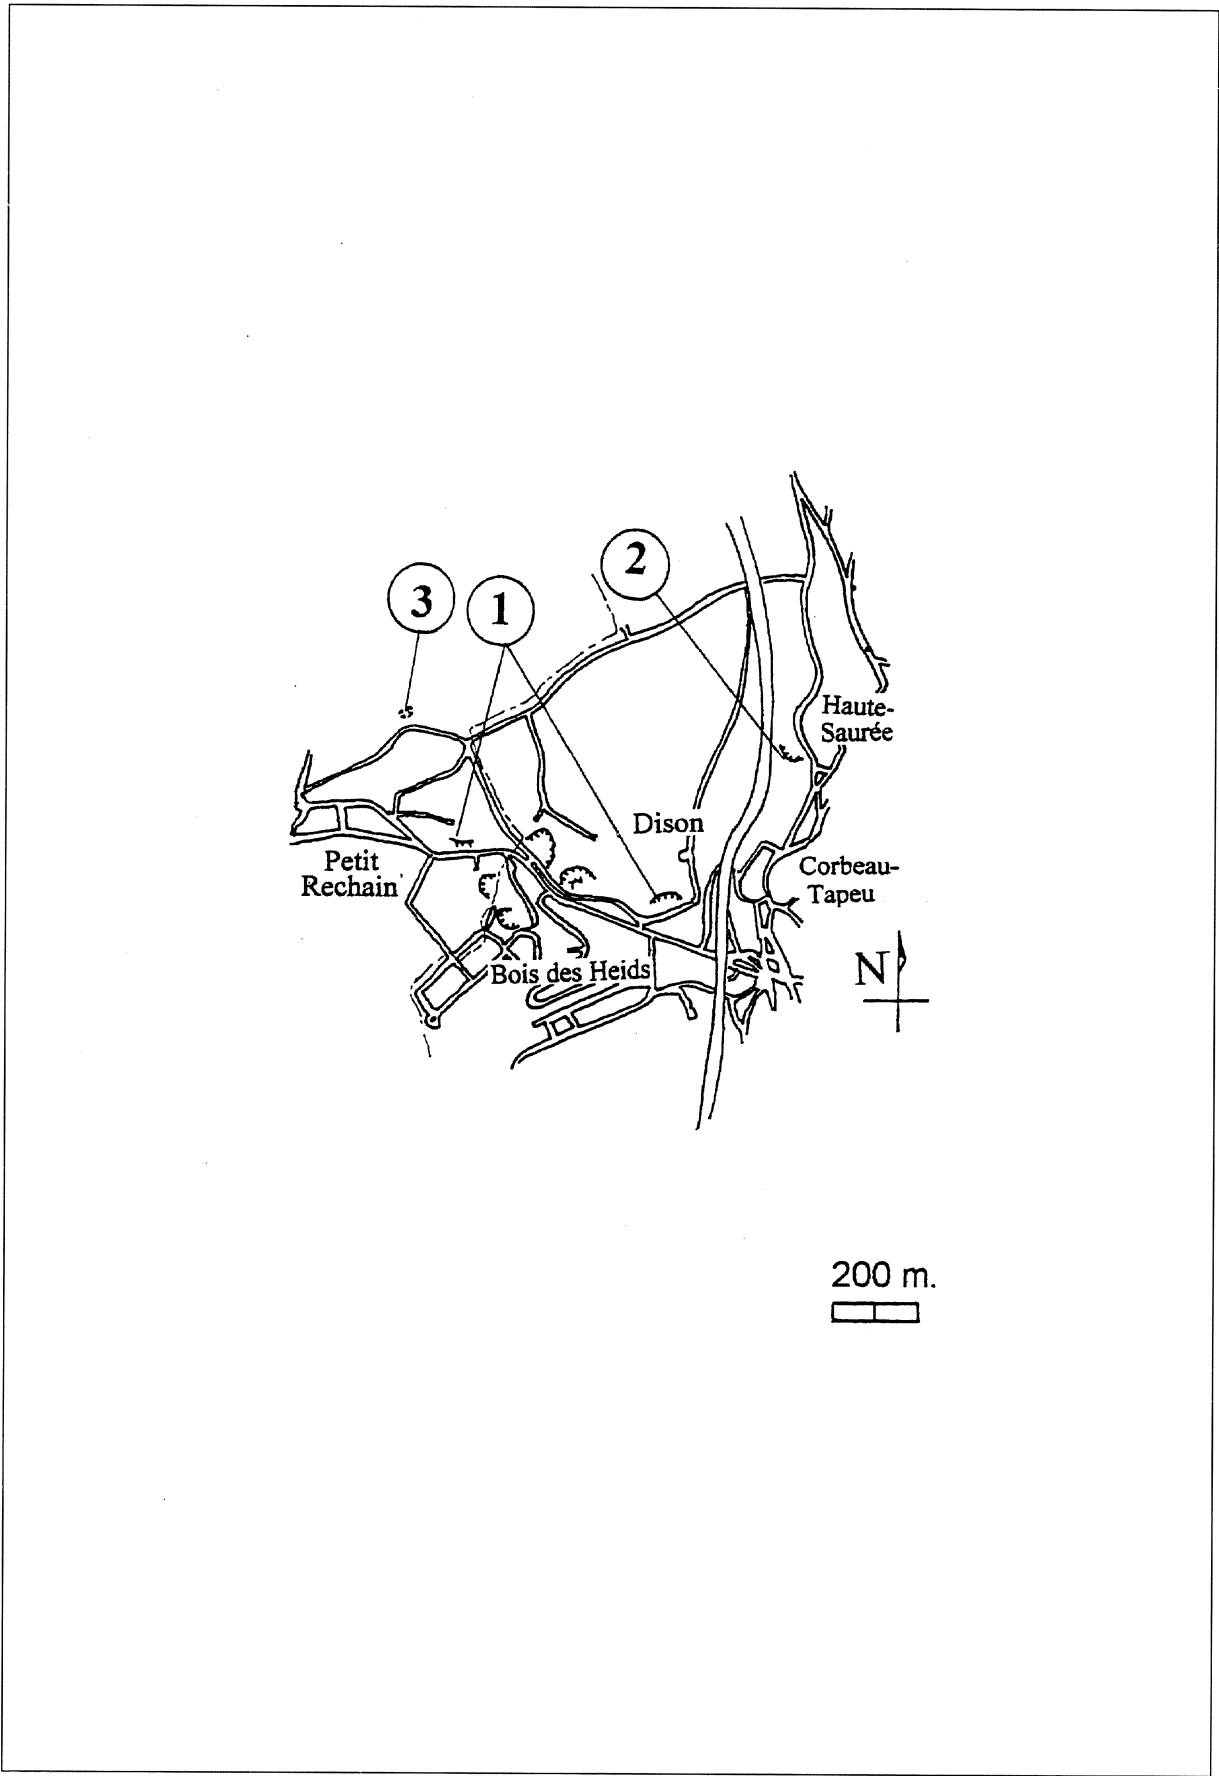 2
3
1
Haute-
Saurée
Dison
Petit
Rechain
Corbeau-
Tapeu
N
Bois des Heids
200 m.